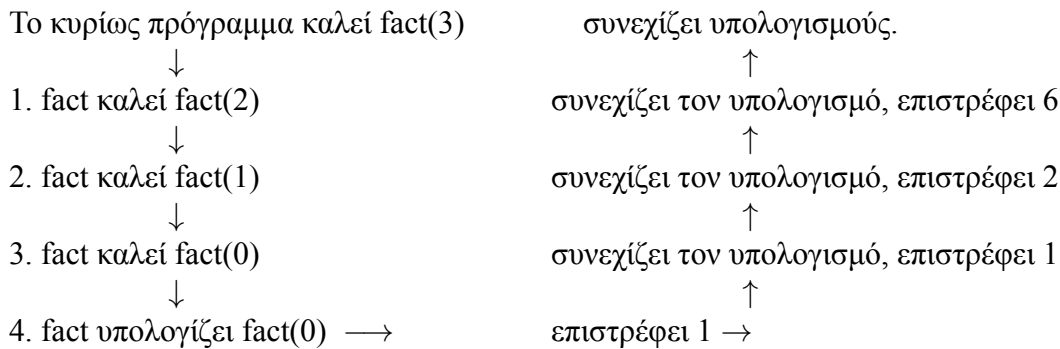 Το κυρίως πρόγραμμα καλεί fact(3) συνεχίζει υπολογισμούς.
↓ ↑
1. fact καλεί fact(2) συνεχίζει τον υπολογισμό, επιστρέφει 6
↓ ↑
2. fact καλεί fact(1) συνεχίζει τον υπολογισμό, επιστρέφει 2
↓ ↑
3. fact καλεί fact(0) συνεχίζει τον υπολογισμό, επιστρέφει 1
↓ ↑
4. fact υπολογίζει fact(0) ⟶ επιστρέφει 1 →